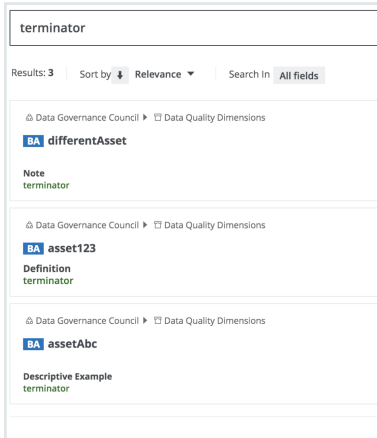 terminator
Results: 3 Sort by Relevance Search In All fields
Data Governance Council Data Quality Dimensions
BA differentAsset
Note
terminator
Data Governance Council Data Quality Dimensions
BA asset123
Definition
terminator
Data Governance Council Data Quality Dimensions
BA assetAbc
Descriptive Example
terminator